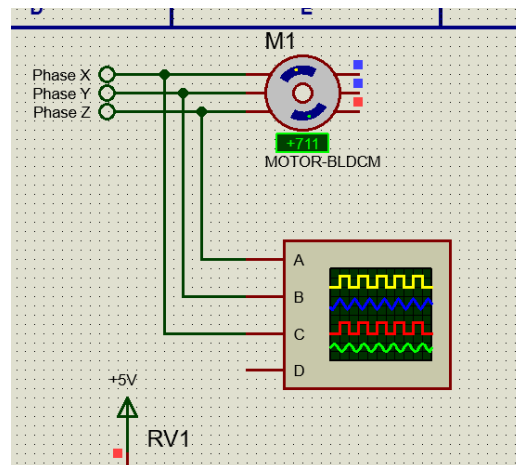 D E
M1
Phase X
Phase Y
Phase Z
+711
MOTOR-BLDCM
A
B
C
D
+5V
RV1